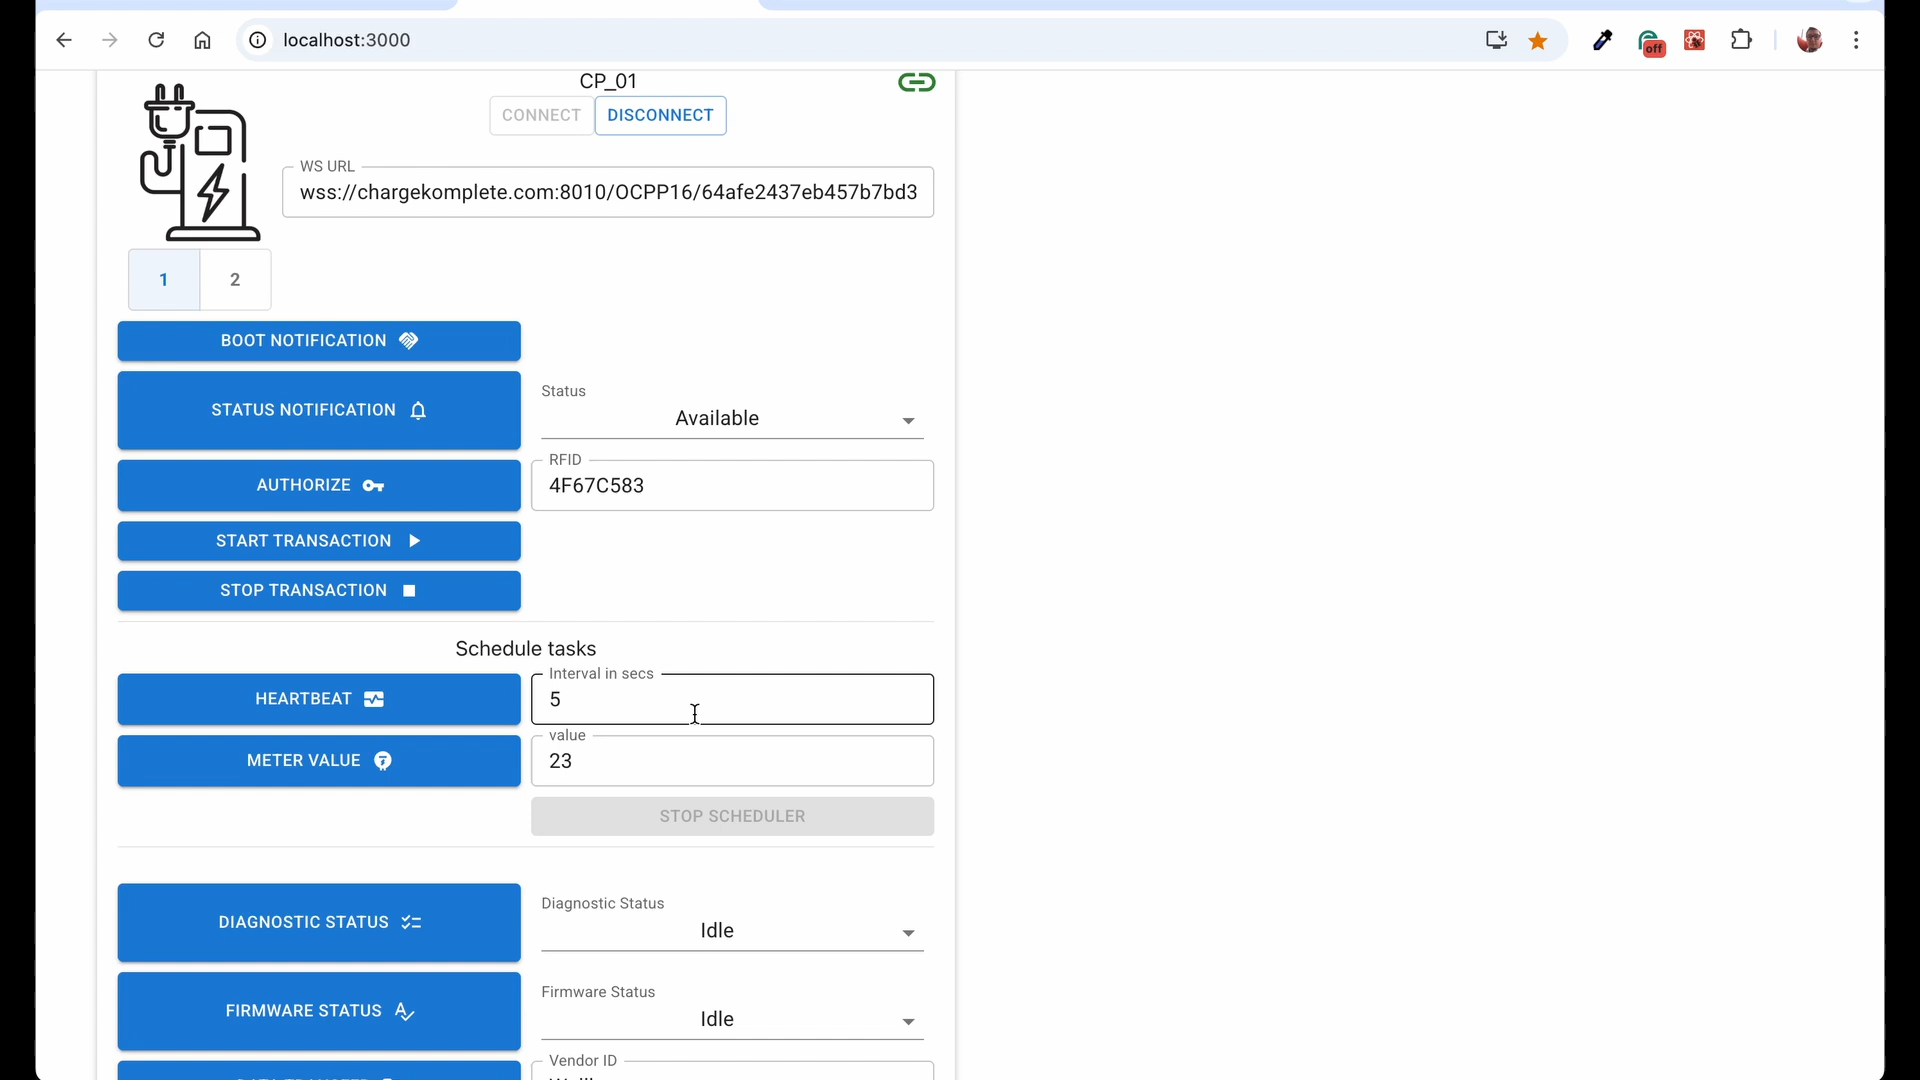 localhost:3000
off
CP_01
CONNECT
DISCONNECT
WS URL
wss://chargekomplete.com:8010/OCPP16/64afe2437eb457b7bd3
1
2
BOOT NOTIFICATION
STATUS NOTIFICATION
Status
Available
AUTHORIZE
RFID
4F67C583
START TRANSACTION
STOP TRANSACTION
Schedule tasks
HEARTBEAT
Interval in secs
5
METER VALUE
value
23
STOP SCHEDULER
DIAGNOSTIC STATUS
Diagnostic Status
Idle
FIRMWARE STATUS
Firmware Status
Idle
Vendor ID